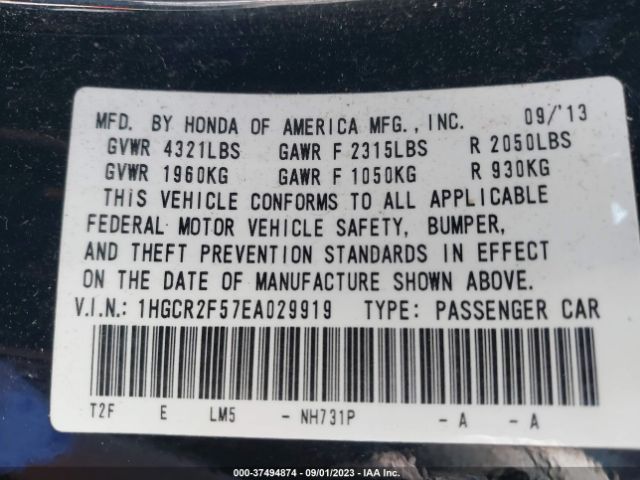 MFD. BY HONDA OF AMERICA MFG., INC. 09/'13
GVWR 4321LBS GAWR F 2315LBS R 2050LBS
GVWR 1960KG GAWR F 1050KG R 930KG
THIS VEHICLE CONFORMS TO ALL APPLICABLE
FEDERAL MOTOR VEHICLE SAFETY, BUMPER,
AND THEFT PREVENTION STANDARDS IN EFFECT
ON THE DATE OF MANUFACTURE SHOWN ABOVE.
V.I.N.: 1HGCR2F57EA029919 TYPE: PASSENGER CAR
T2F E LM5 - NH731P - A - A
000-37494874 - 09/01/2023 - IAA Inc.